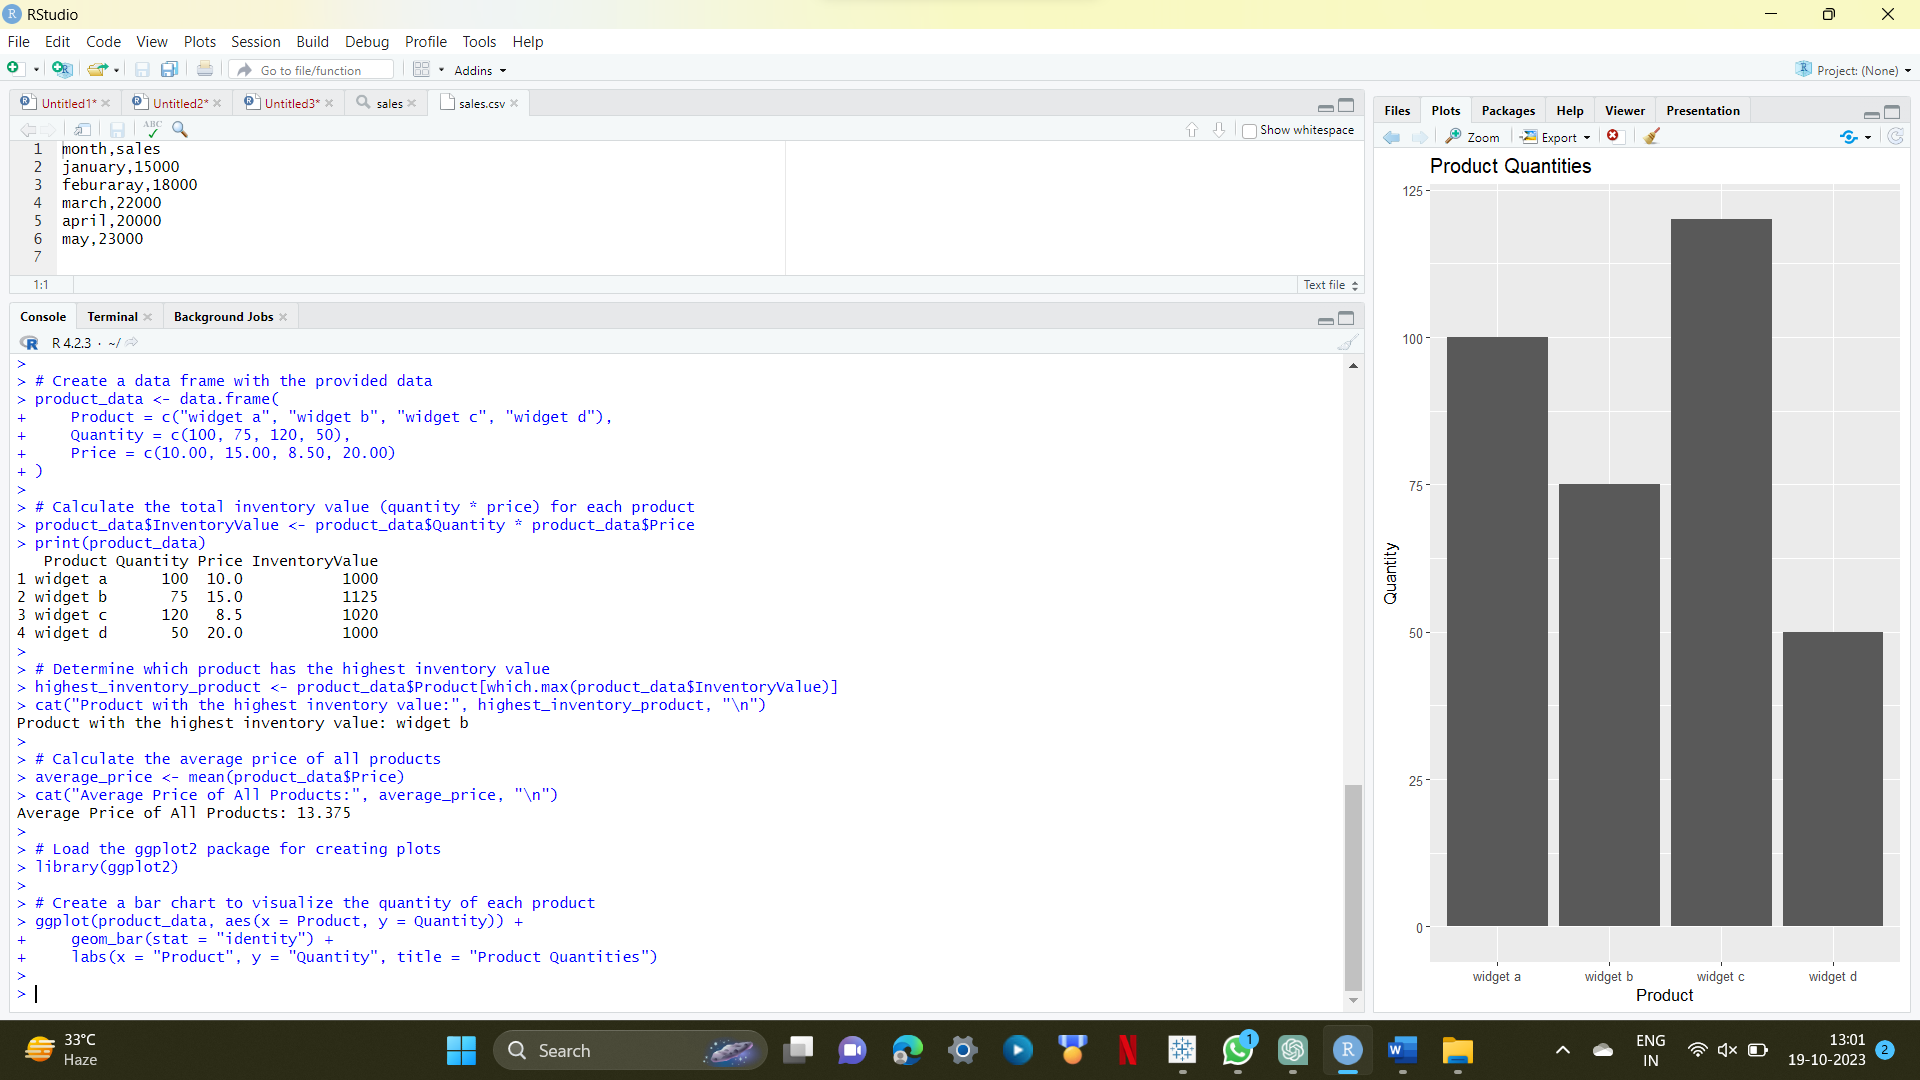 RStudio
File Edit Code View Plots Session Build Debug Profile Tools Help
Go to file/function Addins Project: (None)
Untitled1* Untitled2* Untitled3* sales sales.csv
ABC Show whitespace
1 month,sales
2 january,15000
3 feburaray,18000
4 march,22000
5 april,20000
6 may,23000
7
1:1 Text file
Console Terminal Background Jobs
R R 4.2.3 · ~/
>
> # Create a data frame with the provided data
> product_data <- data.frame(
+     Product = c("widget a", "widget b", "widget c", "widget d"),
+     Quantity = c(100, 75, 120, 50),
+     Price = c(10.00, 15.00, 8.50, 20.00)
+ )
>
> # Calculate the total inventory value (quantity * price) for each product
> product_data$InventoryValue <- product_data$Quantity * product_data$Price
> print(product_data)
   Product Quantity Price InventoryValue
1 widget a      100  10.0           1000
2 widget b       75  15.0           1125
3 widget c      120   8.5           1020
4 widget d       50  20.0           1000
>
> # Determine which product has the highest inventory value
> highest_inventory_product <- product_data$Product[which.max(product_data$InventoryValue)]
> cat("Product with the highest inventory value:", highest_inventory_product, "\n")
Product with the highest inventory value: widget b
>
> # Calculate the average price of all products
> average_price <- mean(product_data$Price)
> cat("Average Price of All Products:", average_price, "\n")
Average Price of All Products: 13.375
>
> # Load the ggplot2 package for creating plots
> library(ggplot2)
>
> # Create a bar chart to visualize the quantity of each product
> ggplot(product_data, aes(x = Product, y = Quantity)) +
+     geom_bar(stat = "identity") +
+     labs(x = "Product", y = "Quantity", title = "Product Quantities")
>
>
Files Plots Packages Help Viewer Presentation
Zoom Export
Product Quantities
125
100
75
50
25
0
Quantity
widget a widget b widget c widget d
Product
33°C
Haze
Search
1
ENG
IN
13:01
19-10-2023
2